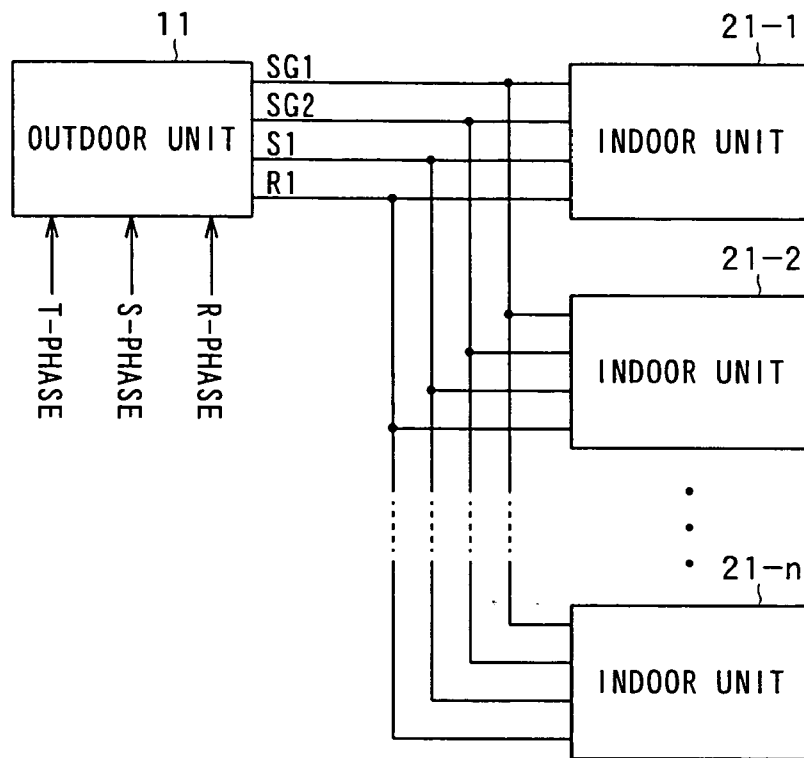 11
21-1
SG1
SG2
S1
R1
OUTDOOR UNIT
INDOOR UNIT
21-2
INDOOR UNIT
T-PHASE
S-PHASE
R-PHASE
21-n
INDOOR UNIT